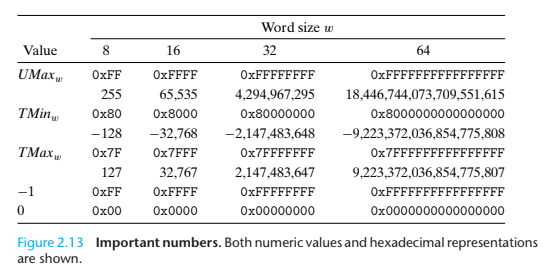 Word size w
Value 8 16 32 64
UMaxw 0xFF 0xFFFF 0xFFFFFFFF 0xFFFFFFFFFFFFFFFF
255 65,535 4,294,967,295 18,446,744,073,709,551,615
TMinw 0x80 0x8000 0x80000000 0x8000000000000000
−128 −32,768 −2,147,483,648 −9,223,372,036,854,775,808
TMaxw 0x7F 0x7FFF 0x7FFFFFFF 0x7FFFFFFFFFFFFFFF
127 32,767 2,147,483,647 9,223,372,036,854,775,807
−1 0xFF 0xFFFF 0xFFFFFFFF 0xFFFFFFFFFFFFFFFF
0 0x00 0x0000 0x00000000 0x0000000000000000
Figure 2.13 Important numbers. Both numeric values and hexadecimal representations
are shown.